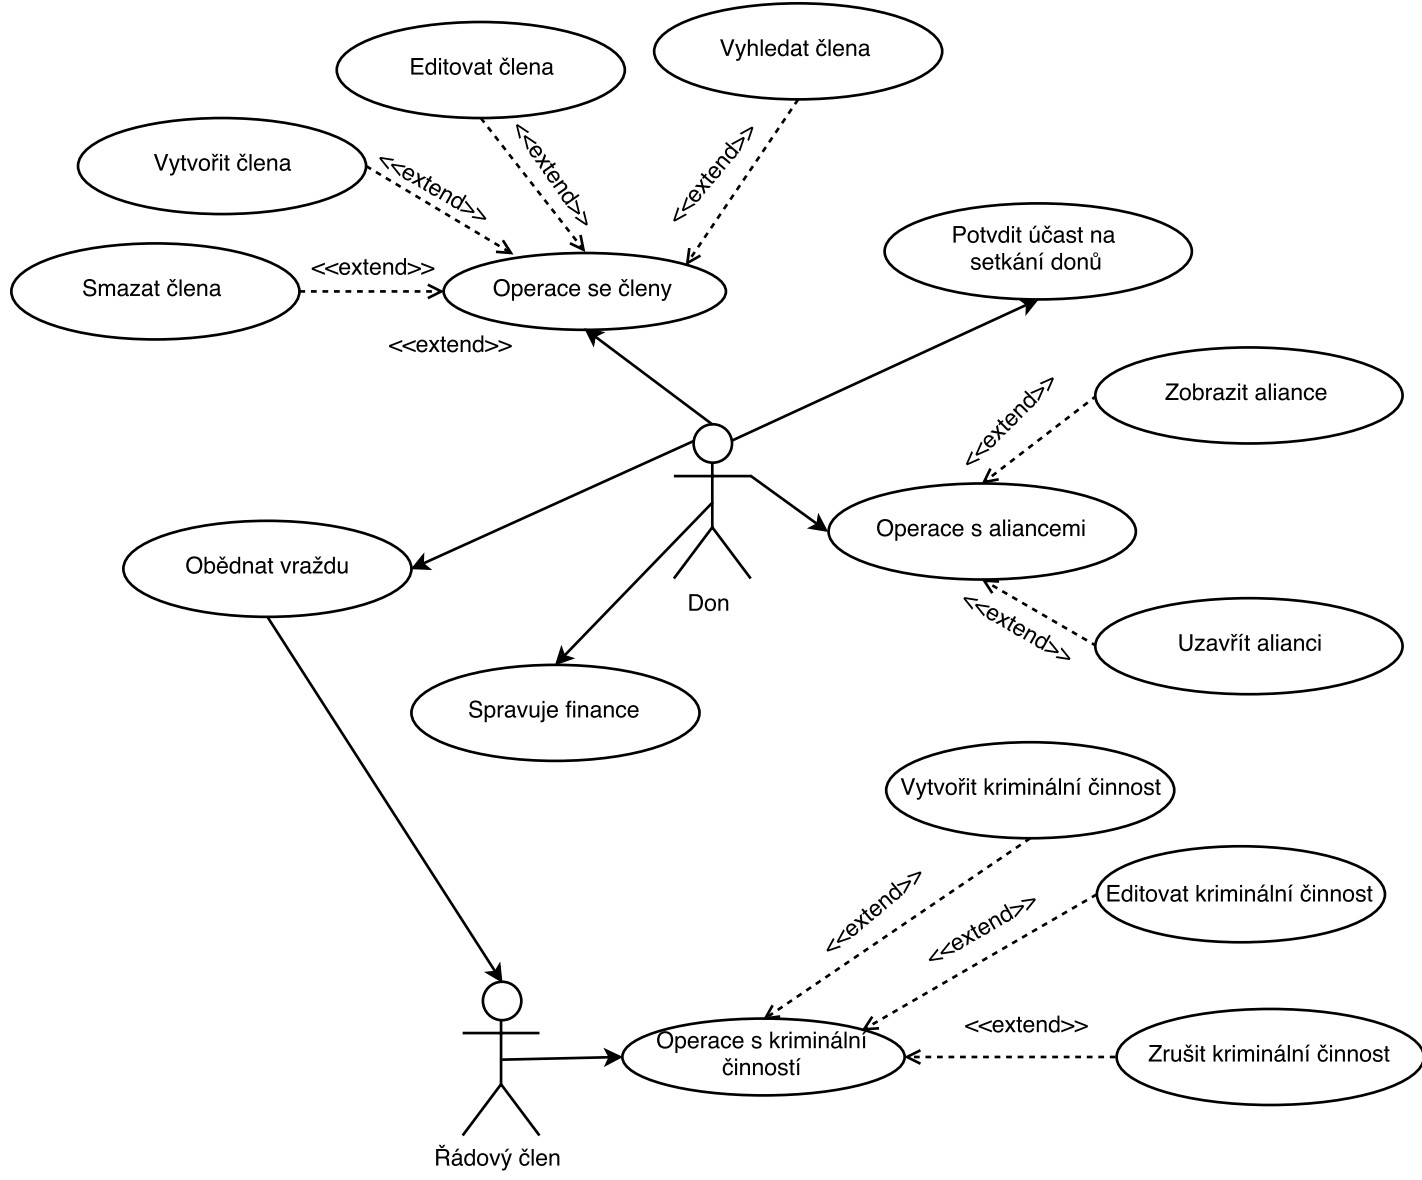 Vyhledat člena
Editovat člena
<<extend>>
<<extend>>
Vytvořit člena
<<extend>>
Potvdit účast na
setkání donů
<<extend>>
Smazat člena
Operace se členy
<<extend>>
<<extend>>
Zobrazit aliance
Operace s aliancemi
Obědnat vraždu
Don
<<extend>>
Uzavřít alianci
Spravuje finance
Vytvořit kriminální činnost
<<extend>>
Editovat kriminální činnost
<<extend>>
<<extend>>
Operace s kriminální
činností
Zrušit kriminální činnost
Řádový člen